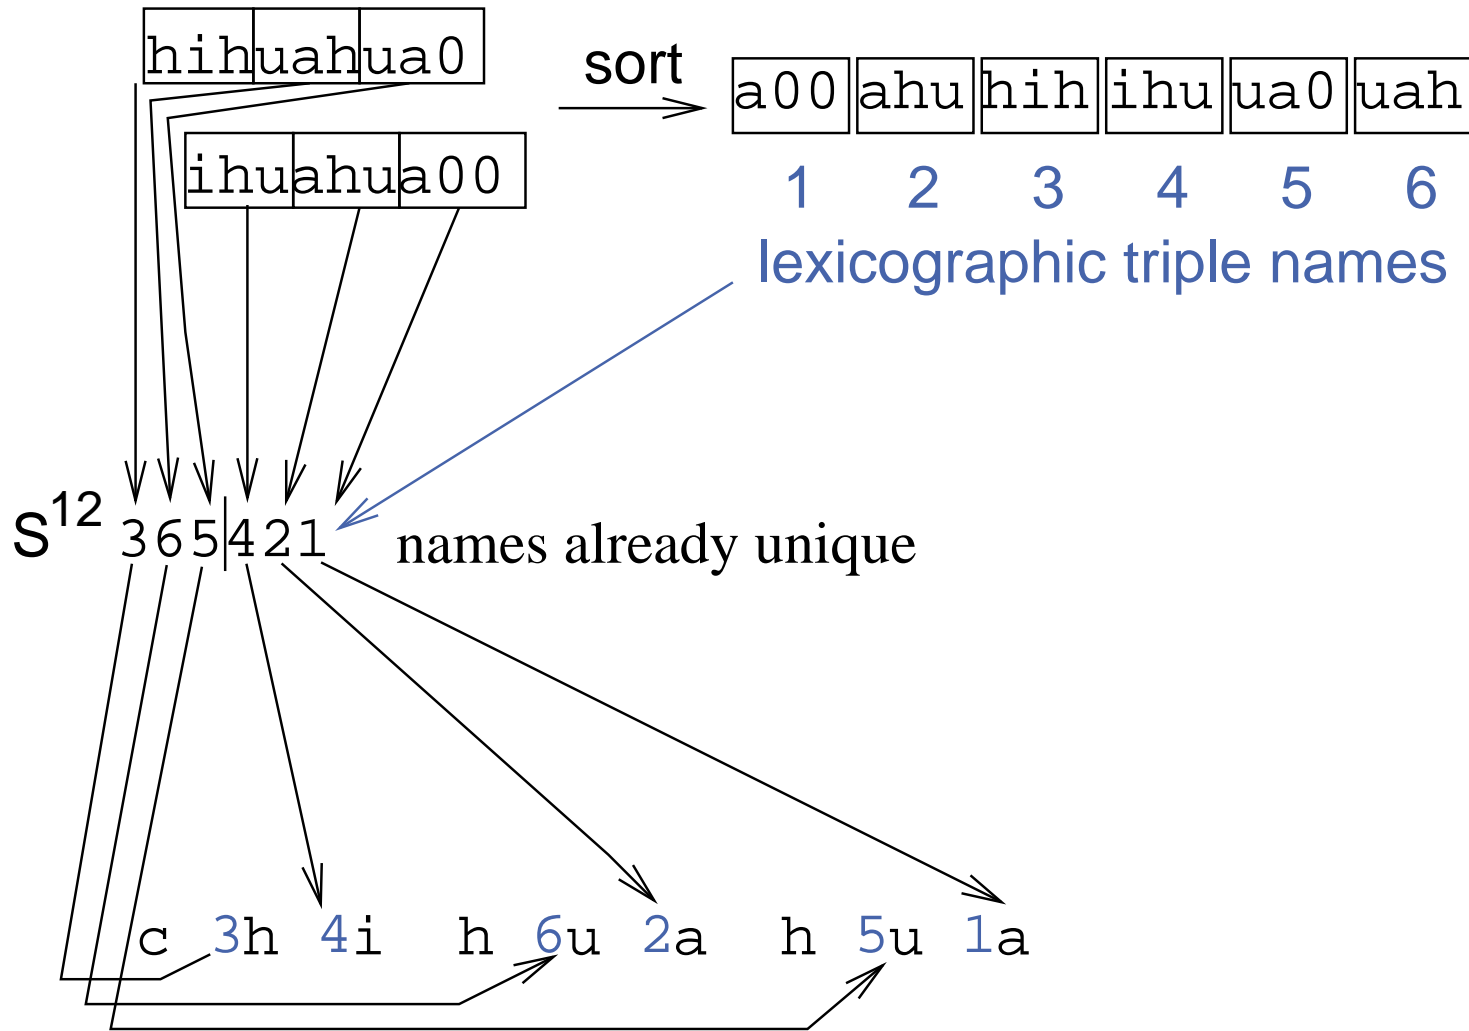 hihuahua0
sort
a00 ahu hih ihu ua0 uah
ihuahua00
1 2 3 4 5 6
lexicographic triple names
S12 365|421 names already unique
c 3h 4i h 6u 2a h 5u 1a